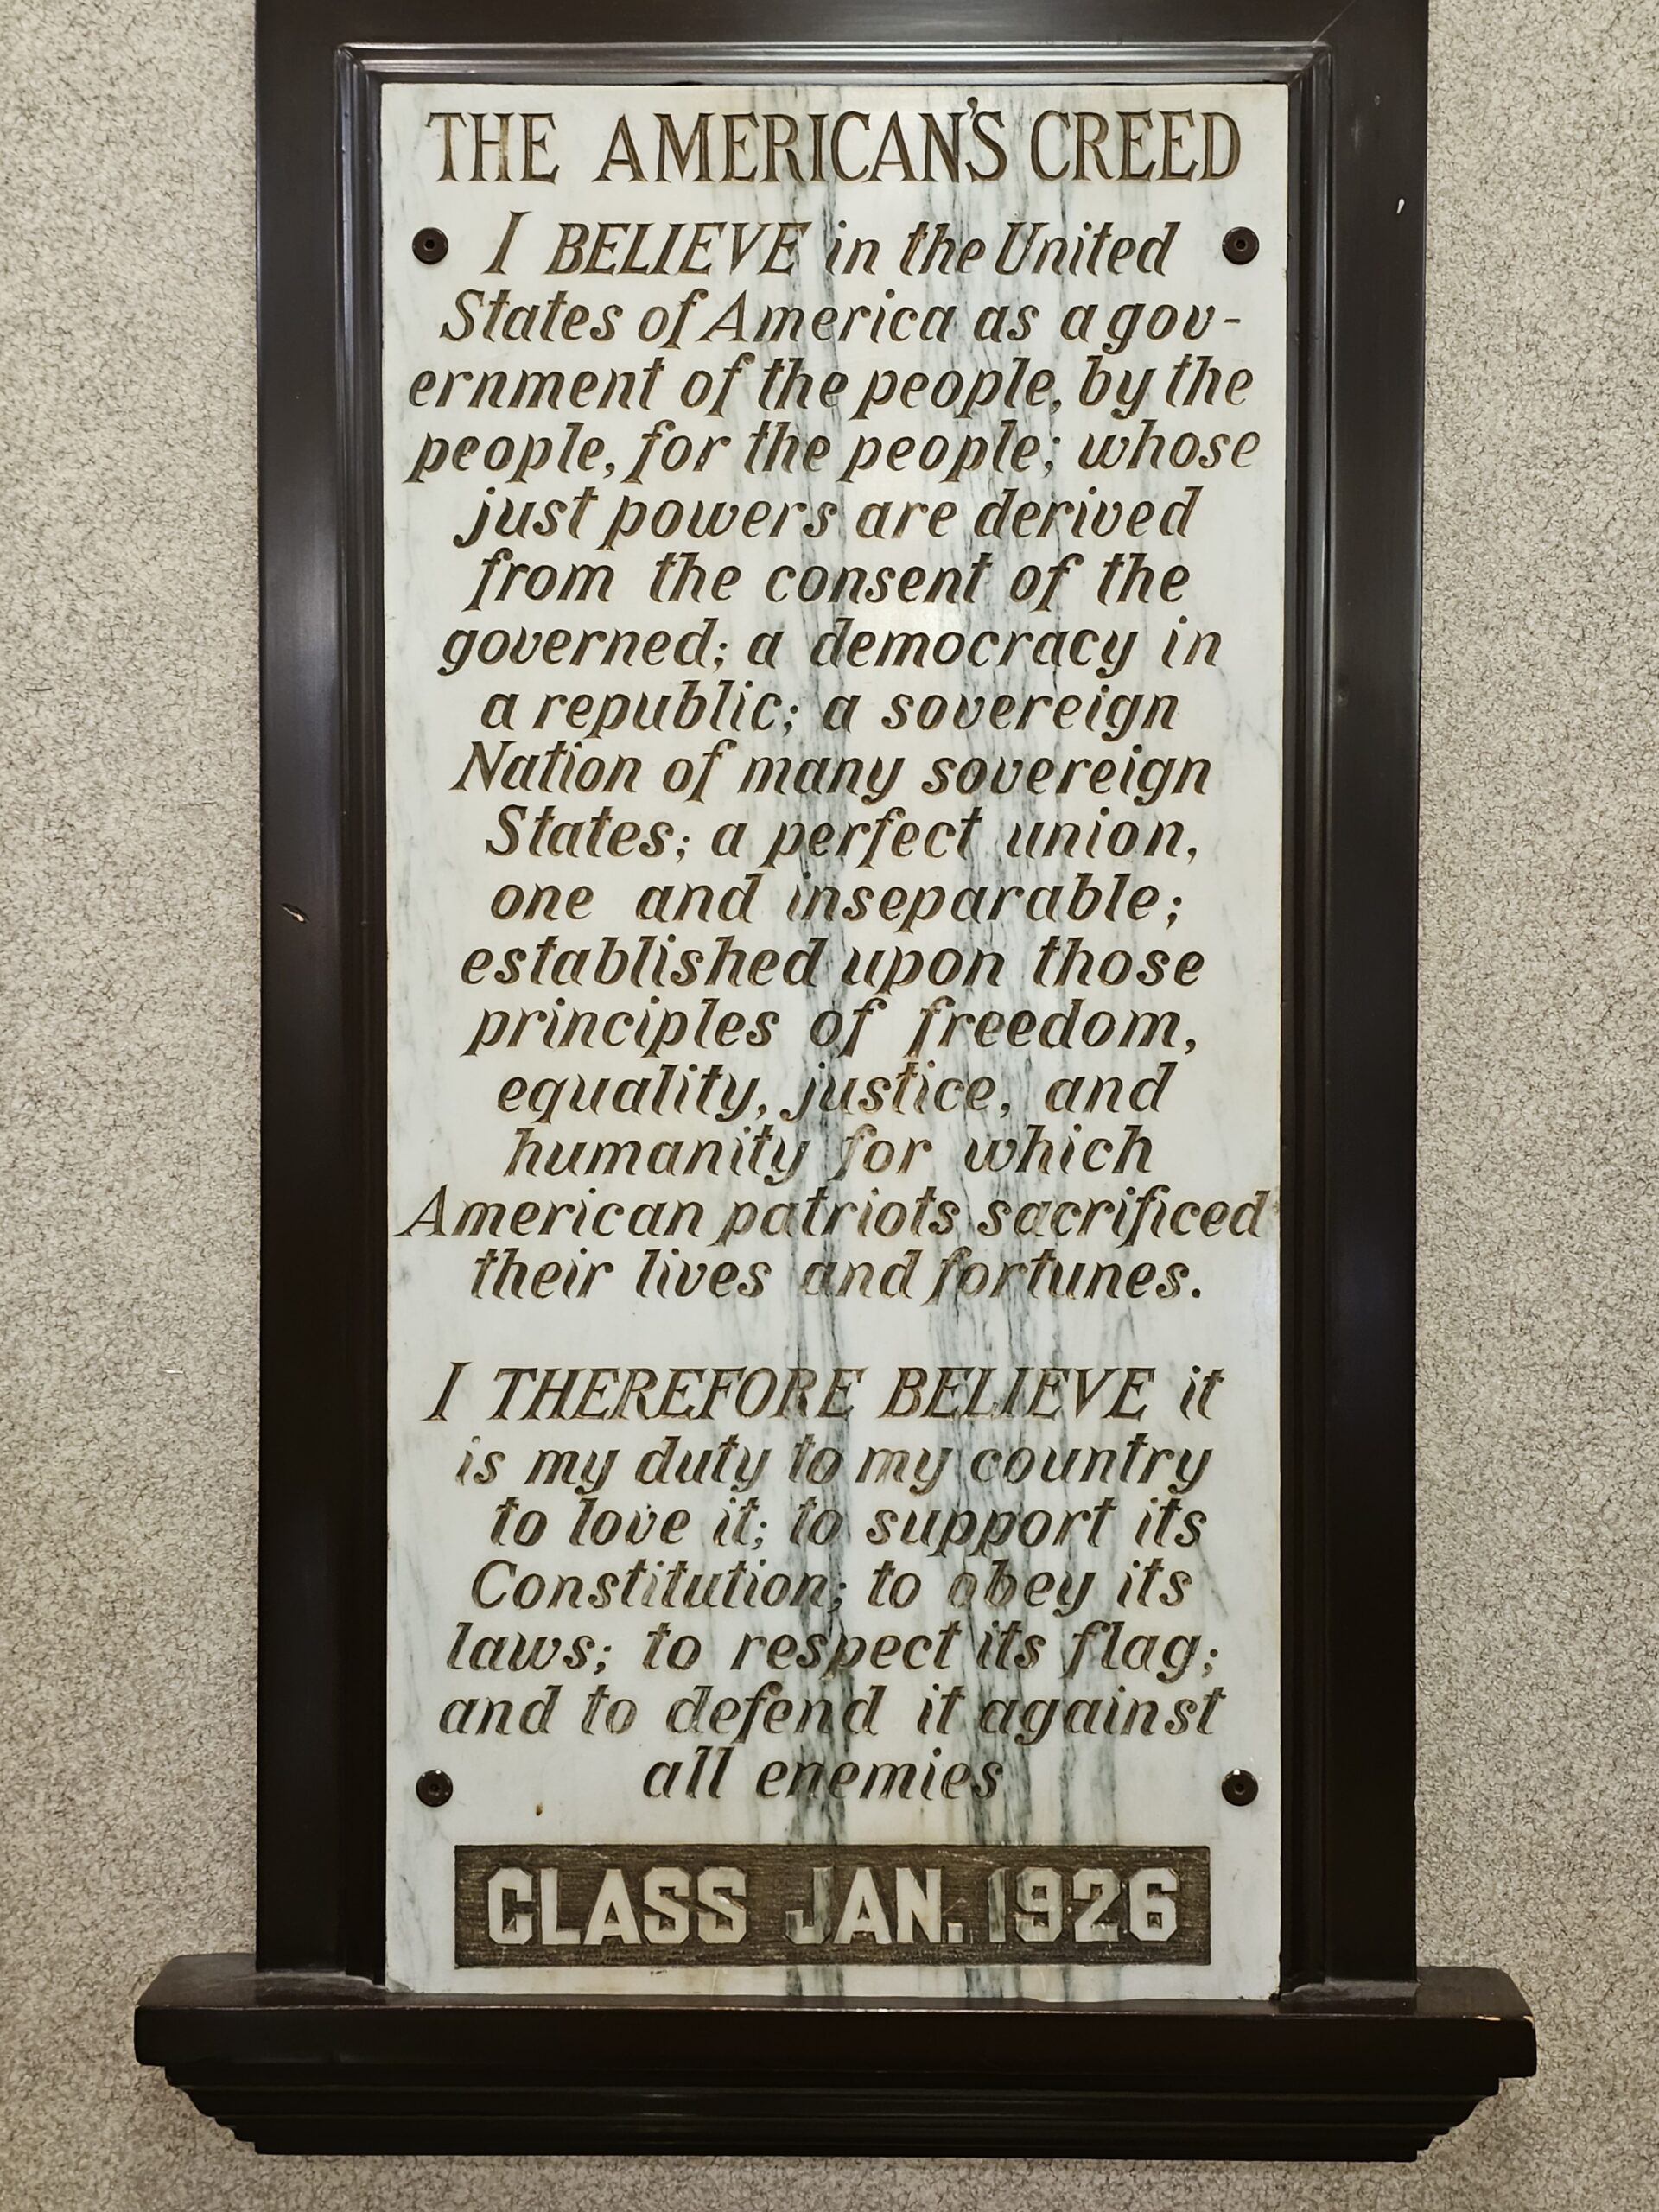 THE AMERICAN'S CREED
I BELIEVE in the United
States of America as a gov-
ernment of the people, by the
people, for the people; whose
just powers are derived
from the consent of the
governed; a democracy in
a republic; a sovereign
Nation of many sovereign
States; a perfect union,
one and inseparable;
established upon those
principles of freedom,
equality, justice, and
humanity for which
American patriots sacrificed
their lives and fortunes.
I THEREFORE BELIEVE it
is my duty to my country
to love it; to support its
Constitution; to obey its
laws; to respect its flag;
and to defend it against
all enemies
CLASS JAN. 1926